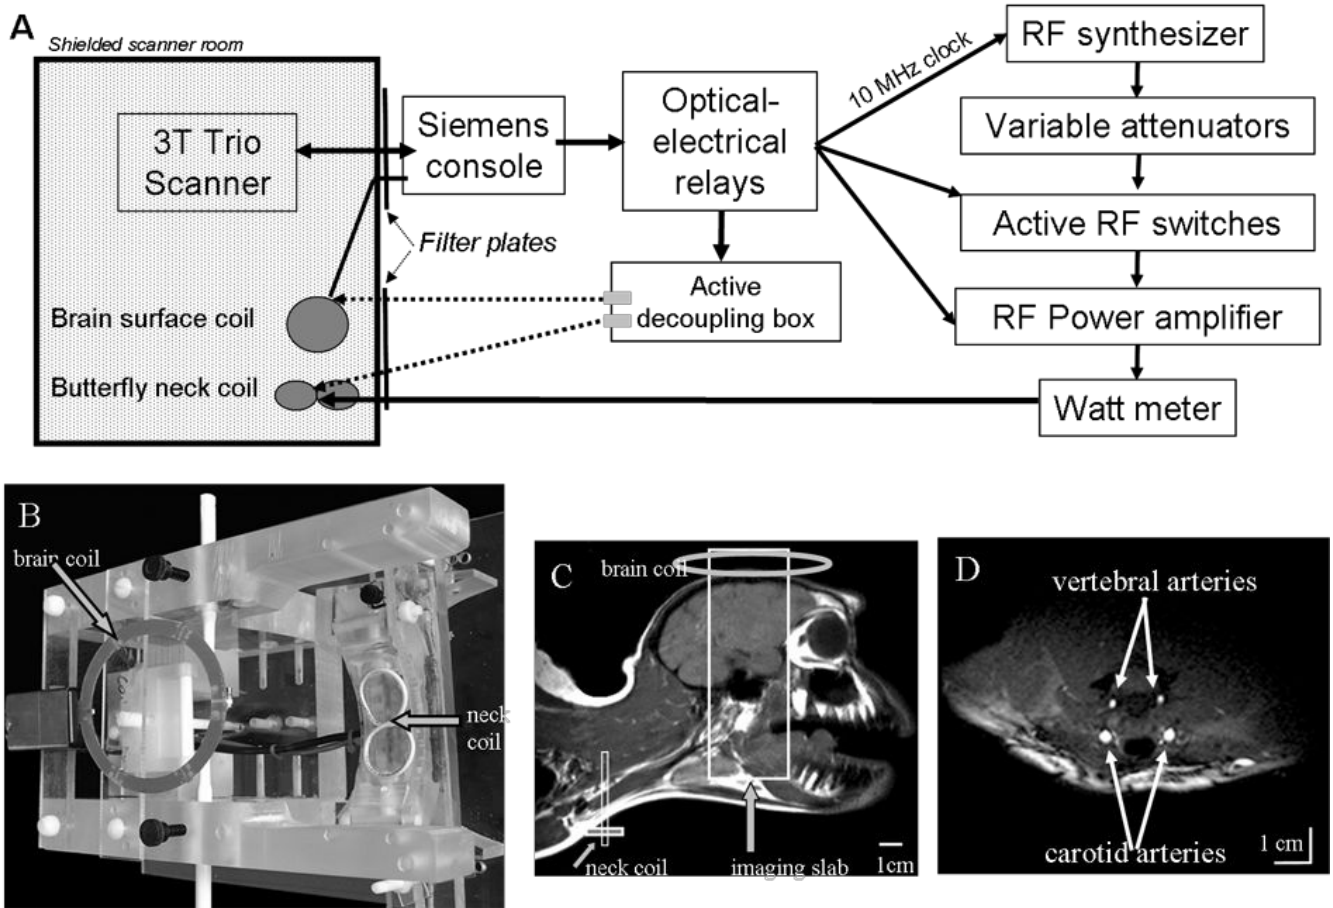 A
Shielded scanner room
3T Trio
Scanner
Siemens
console
Optical-
electrical
relays
10 MHz clock
RF synthesizer
Variable attenuators
Active RF switches
RF Power amplifier
Watt meter
Filter plates
Active
decoupling box
Brain surface coil
Butterfly neck coil
B
brain coil
neck
coil
C
brain coil
neck coil
imaging slab
1cm
D
vertebral arteries
carotid arteries
1 cm